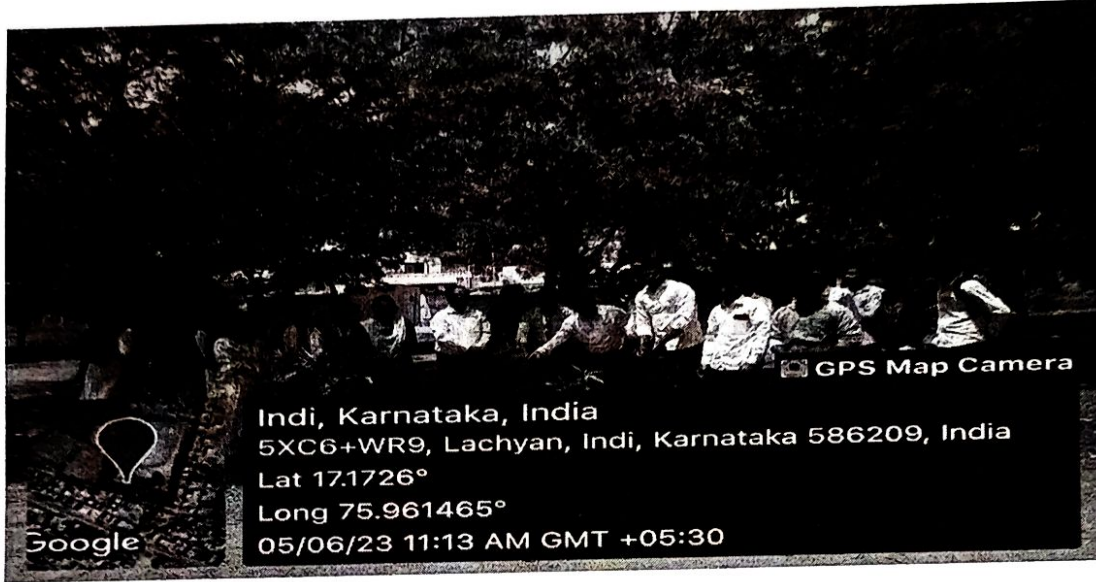 GPS Map Camera
Indi, Karnataka, India
5XC6+WR9, Lachyan, Indi, Karnataka 586209, India
Lat 17.1726°
Long 75.961465°
05/06/23 11:13 AM GMT +05:30
Google